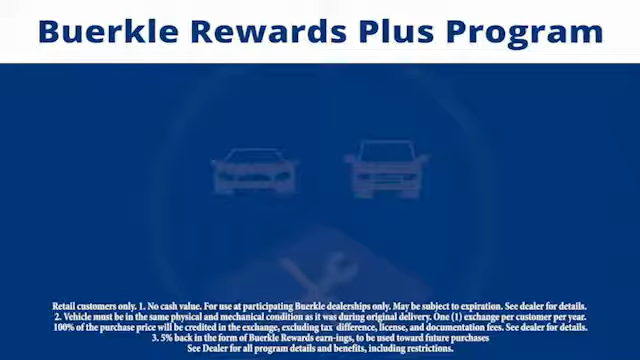 Buerkle Rewards Plus Program
Retail customers only. 1. No cash value. For use at participating Buerkle dealerships only. May be subject to expiration. See dealer for details.
2. Vehicle must be in the same physical and mechanical condition as it was during original delivery. One (1) exchange per customer per year.
100% of the purchase price will be credited in the exchange, excluding tax difference, license, and documentation fees. See dealer for details.
3. 5% back in the form of Buerkle Rewards earn-ings, to be used toward future purchases
See Dealer for all program details and benefits, including restrictions.